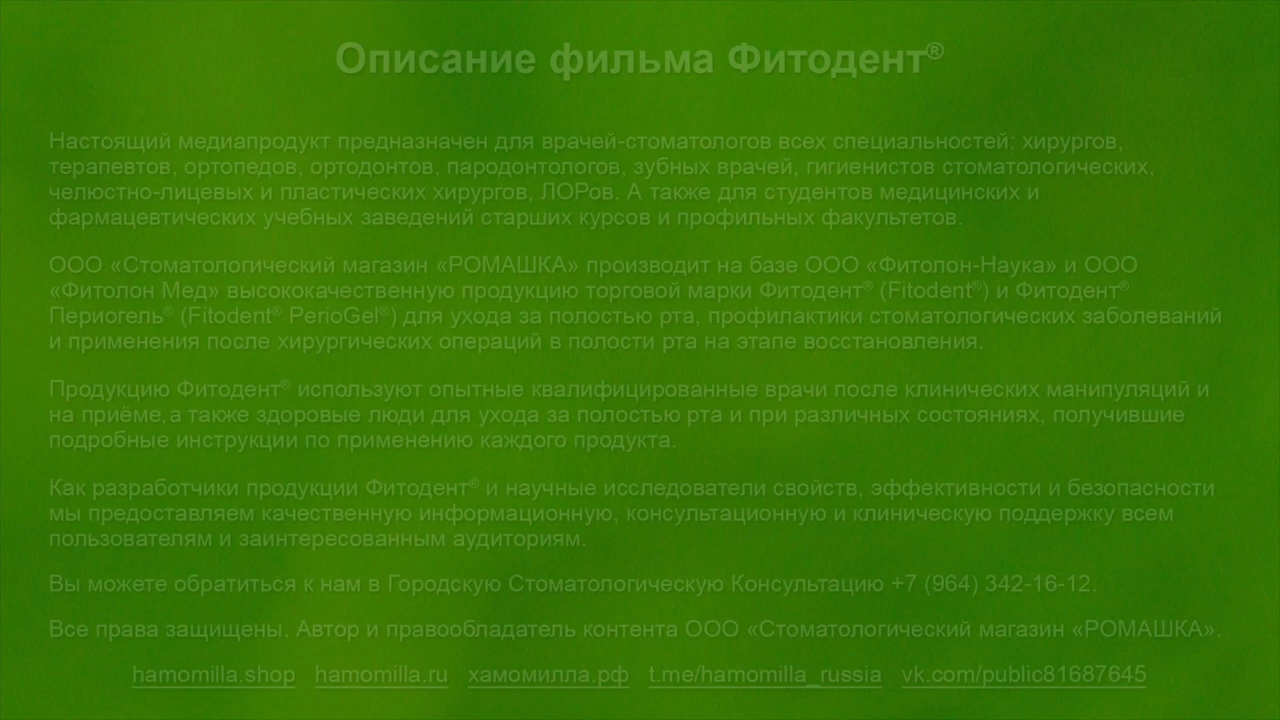 Описание фильма Фитодент®
Настоящий медиапродукт предназначен для врачей-стоматологов всех специальностей: хирургов,
терапевтов, ортопедов, ортодонтов, пародонтологов, зубных врачей, гигиенистов стоматологических,
челюстно-лицевых и пластических хирургов, ЛОРов. А также для студентов медицинских и
фармацевтических учебных заведений старших курсов и профильных факультетов.
ООО «Стоматологический магазин «РОМАШКА» производит на базе ООО «Фитолон-Наука» и ООО
«Фитолон Мед» высококачественную продукцию торговой марки Фитодент® (Fitodent®) и Фитодент®
Периогель® (Fitodent® PerioGel®) для ухода за полостью рта, профилактики стоматологических заболеваний
и применения после хирургических операций в полости рта на этапе восстановления.
Продукцию Фитодент® используют опытные квалифицированные врачи после клинических манипуляций и
на приёме, а также здоровые люди для ухода за полостью рта и при различных состояниях, получившие
подробные инструкции по применению каждого продукта.
Как разработчики продукции Фитодент® и научные исследователи свойств, эффективности и безопасности
мы предоставляем качественную информационную, консультационную и клиническую поддержку всем
пользователям и заинтересованным аудиториям.
Вы можете обратиться к нам в Городскую Стоматологическую Консультацию +7 (964) 342-16-12.
Все права защищены. Автор и правообладатель контента ООО «Стоматологический магазин «РОМАШКА».
hamomilla.shop hamomilla.ru хамомилла.рф t.me/hamomilla_russia vk.com/public81687645